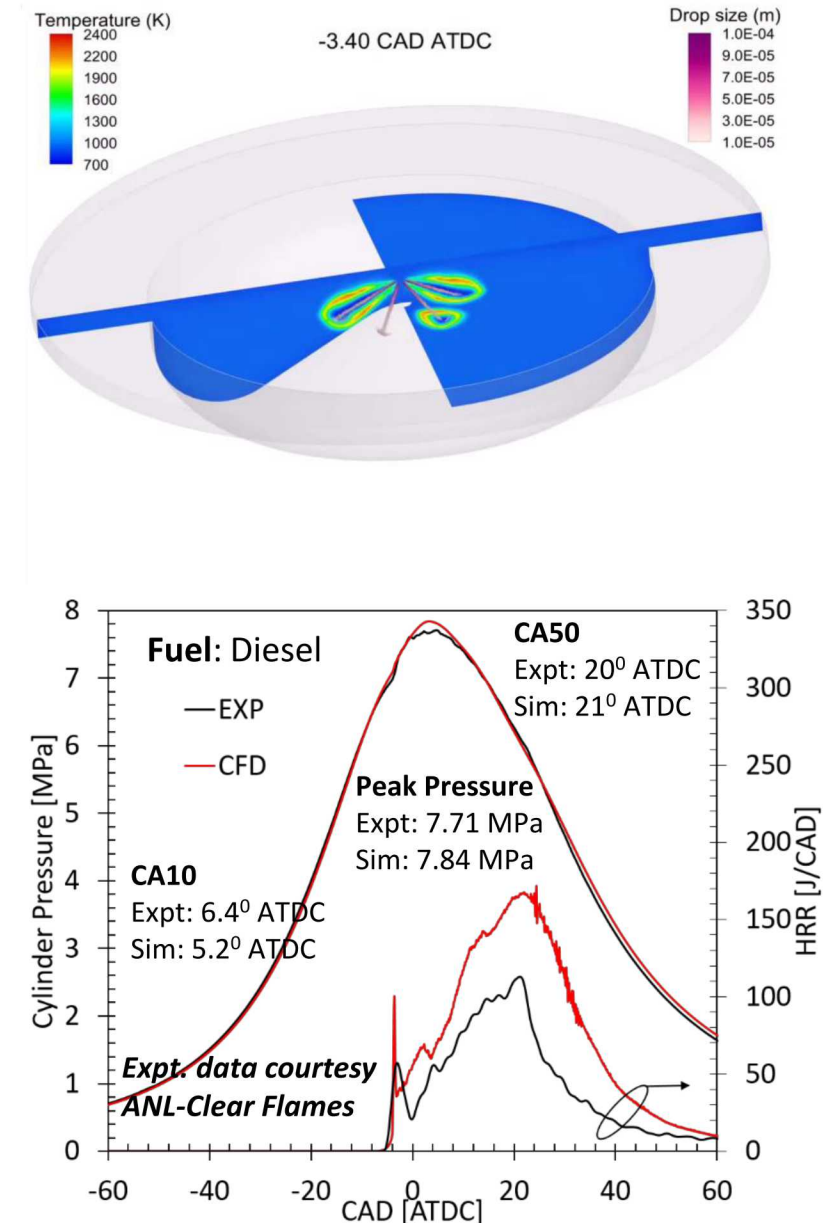 Temperature (K)
2400
2200
1900
1600
1300
1000
700
-3.40 CAD ATDC
Drop size (m)
1.0E-04
9.0E-05
7.0E-05
5.0E-05
3.0E-05
1.0E-05
Fuel: Diesel
EXP
CFD
CA50
Expt: 20⁰ ATDC
Sim: 21⁰ ATDC
Peak Pressure
Expt: 7.71 MPa
Sim: 7.84 MPa
CA10
Expt: 6.4⁰ ATDC
Sim: 5.2⁰ ATDC
Expt. data courtesy
ANL-Clear Flames
Cylinder Pressure [MPa]
8
7
6
5
4
3
2
1
0
HRR [J/CAD]
350
300
250
200
150
100
50
0
-60 -40 -20 0 20 40 60
CAD [ATDC]